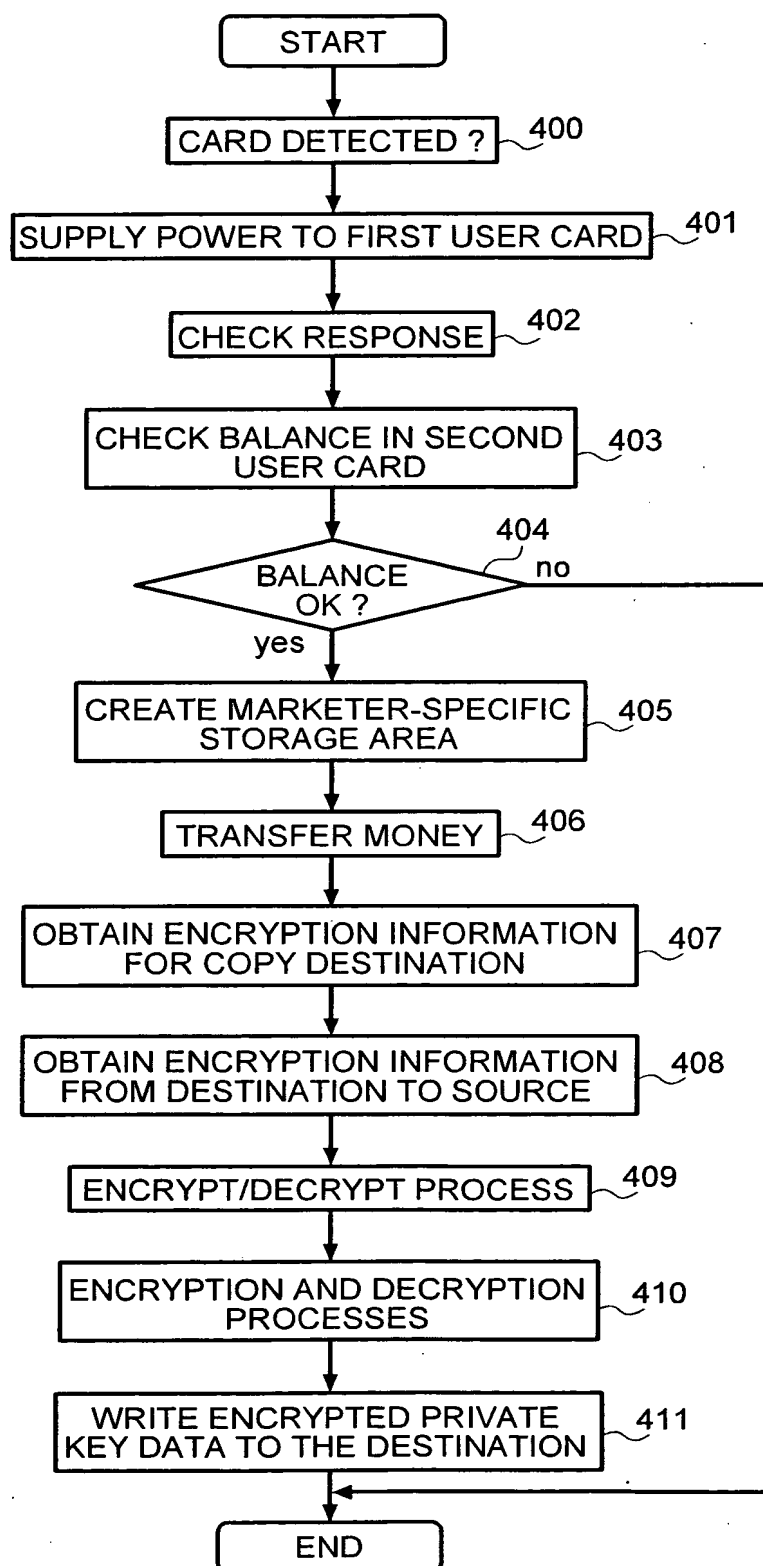 START
CARD DETECTED ?
400
SUPPLY POWER TO FIRST USER CARD
401
CHECK RESPONSE
402
CHECK BALANCE IN SECOND
USER CARD
403
404
BALANCE
OK ?
no
yes
CREATE MARKETER-SPECIFIC
STORAGE AREA
405
TRANSFER MONEY
406
OBTAIN ENCRYPTION INFORMATION
FOR COPY DESTINATION
407
OBTAIN ENCRYPTION INFORMATION
FROM DESTINATION TO SOURCE
408
ENCRYPT/DECRYPT PROCESS
409
ENCRYPTION AND DECRYPTION
PROCESSES
410
WRITE ENCRYPTED PRIVATE
KEY DATA TO THE DESTINATION
411
END